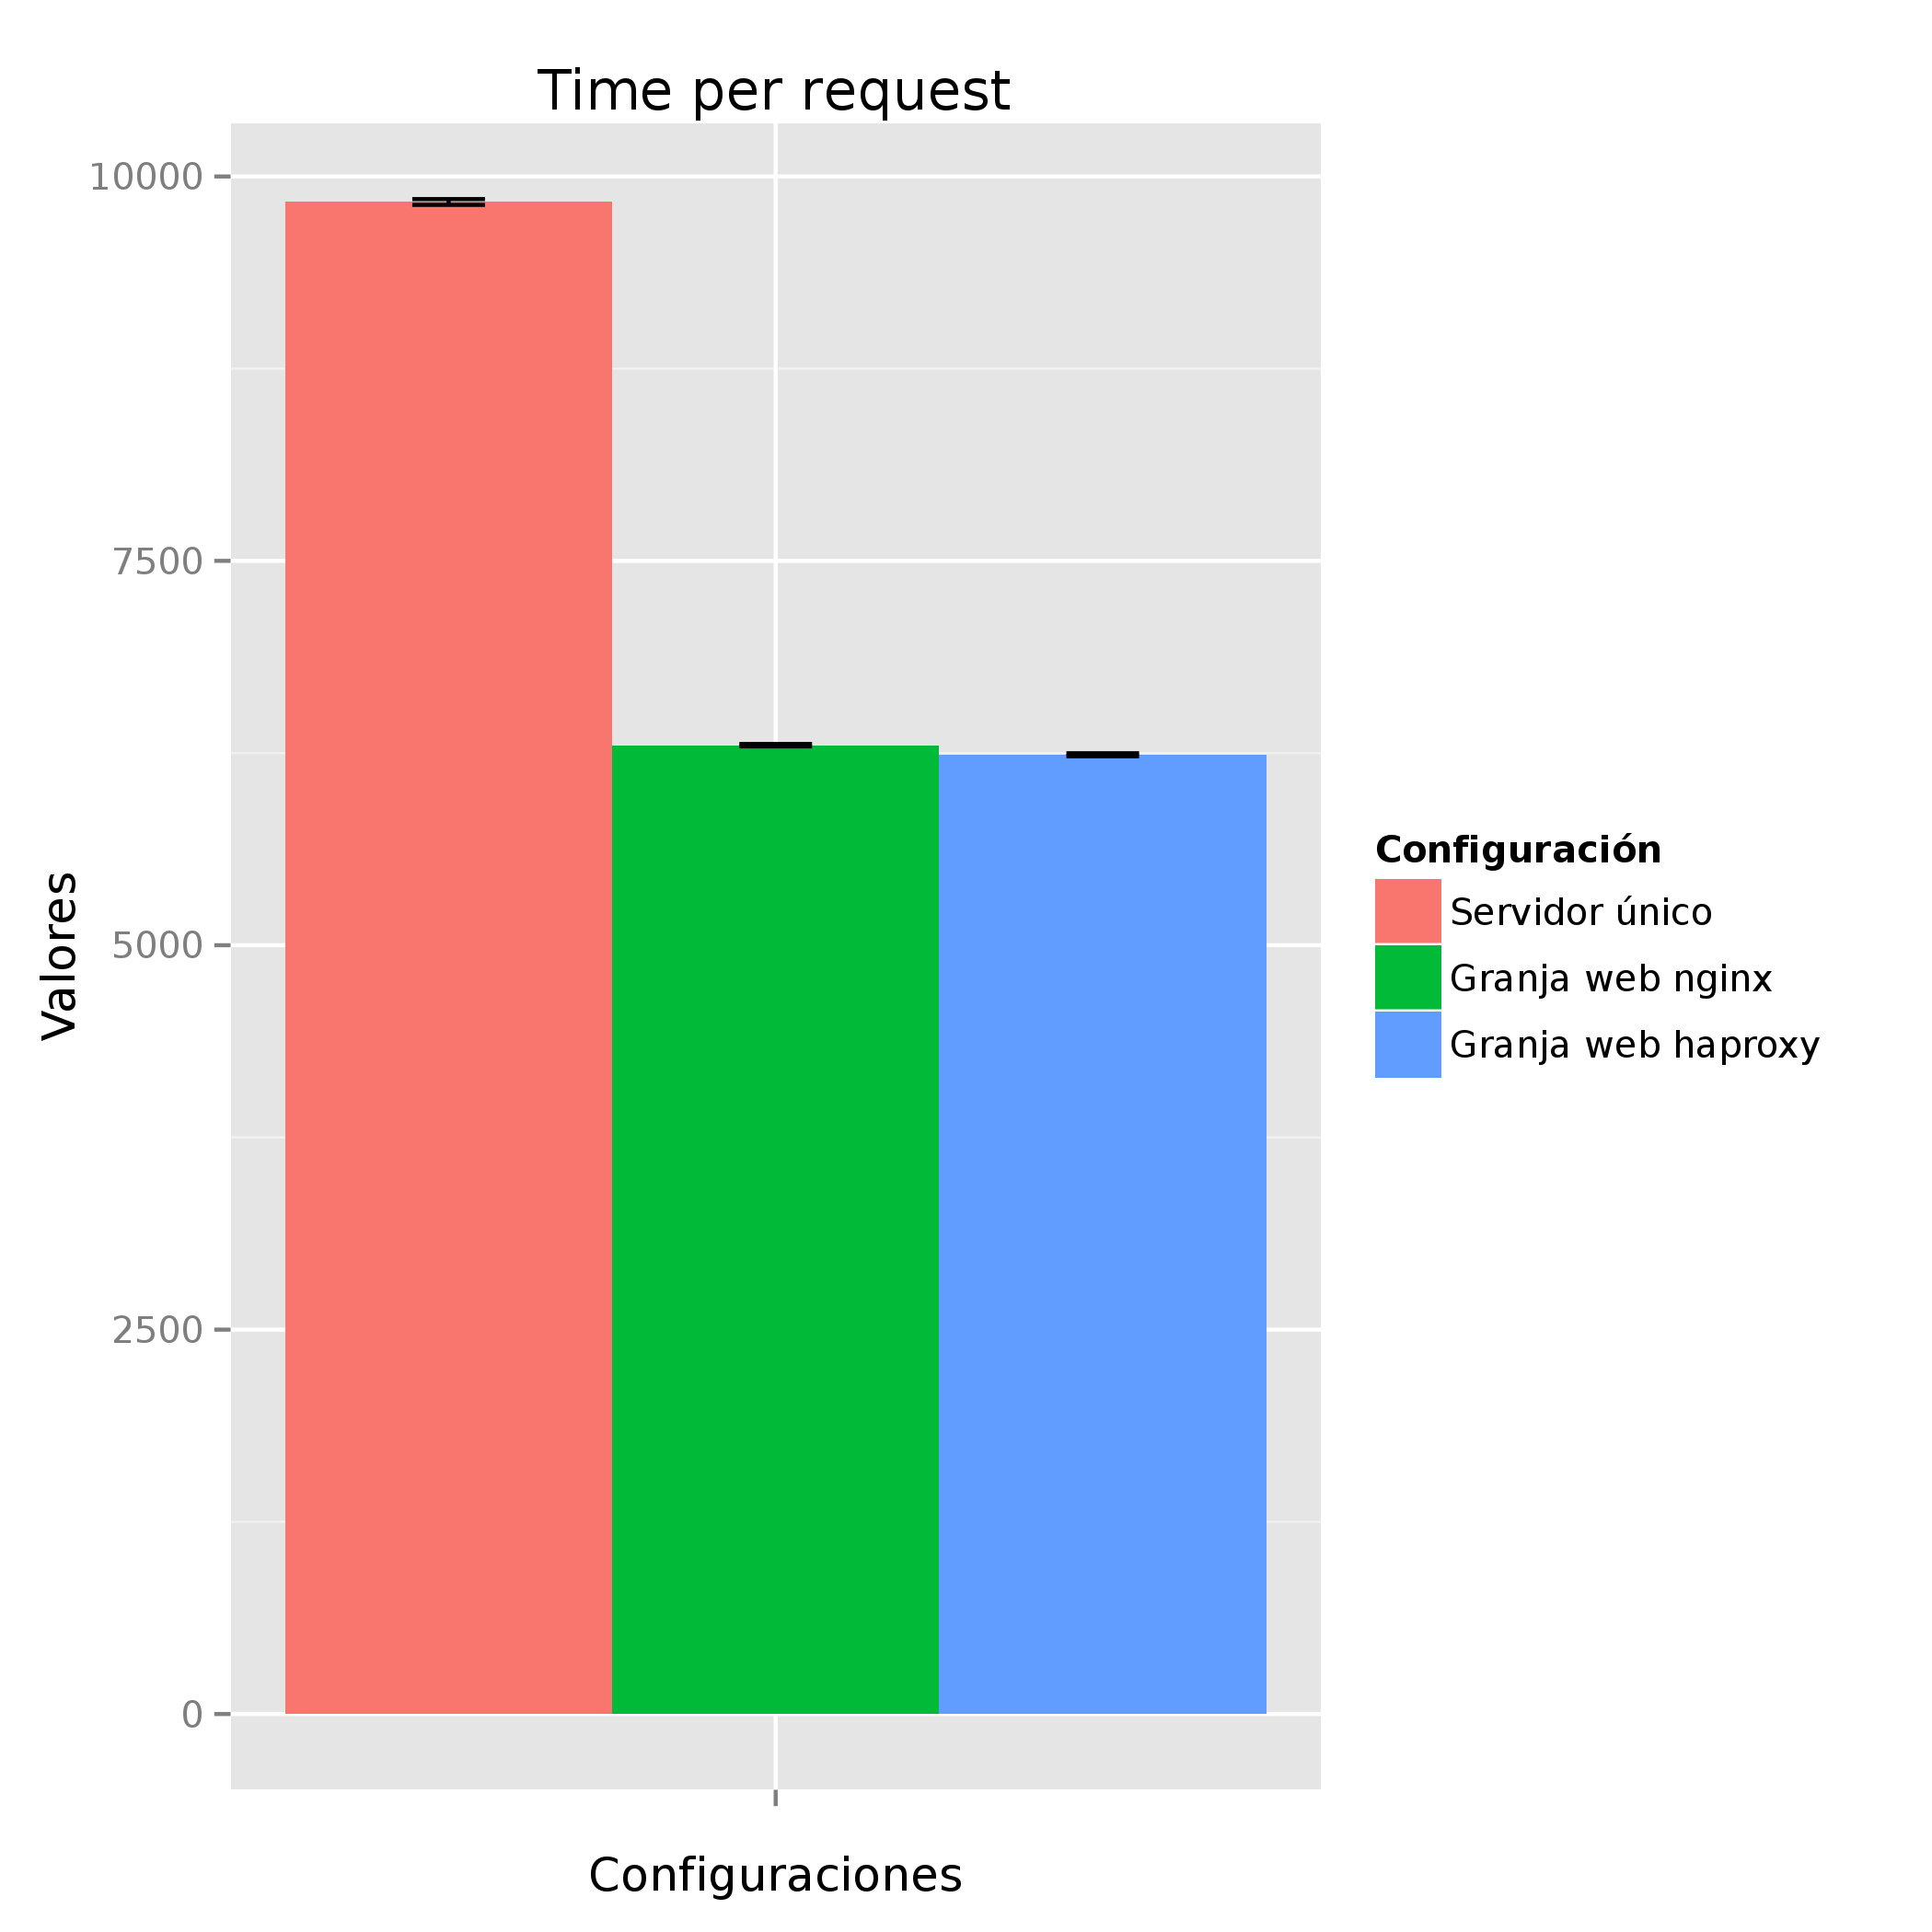 Time per request
10000
7500
5000
2500
0
Valores
Configuraciones
Configuración
Servidor único
Granja web nginx
Granja web haproxy